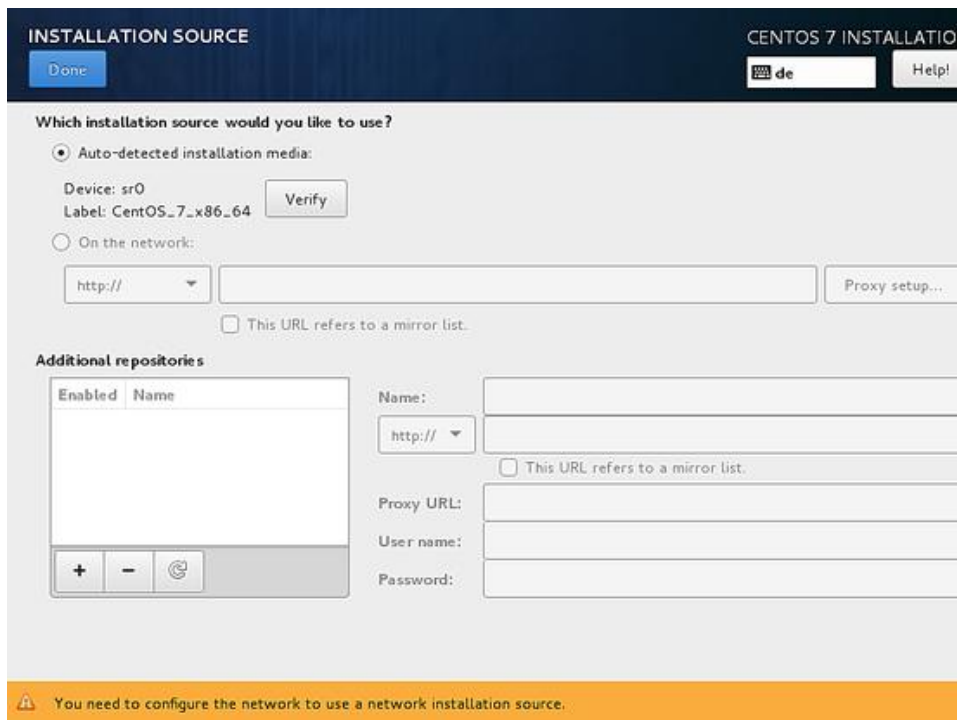 INSTALLATION SOURCE
CENTOS 7 INSTALLATIO
Done
de
Help!
Which installation source would you like to use?
Auto-detected installation media:
Device: sr0
Label: CentOS_7_x86_64
Verify
On the network:
http://
Proxy setup...
This URL refers to a mirror list.
Additional repositories
Enabled Name
Name:
http://
This URL refers to a mirror list.
Proxy URL:
User name:
Password:
+ -
You need to configure the network to use a network installation source.